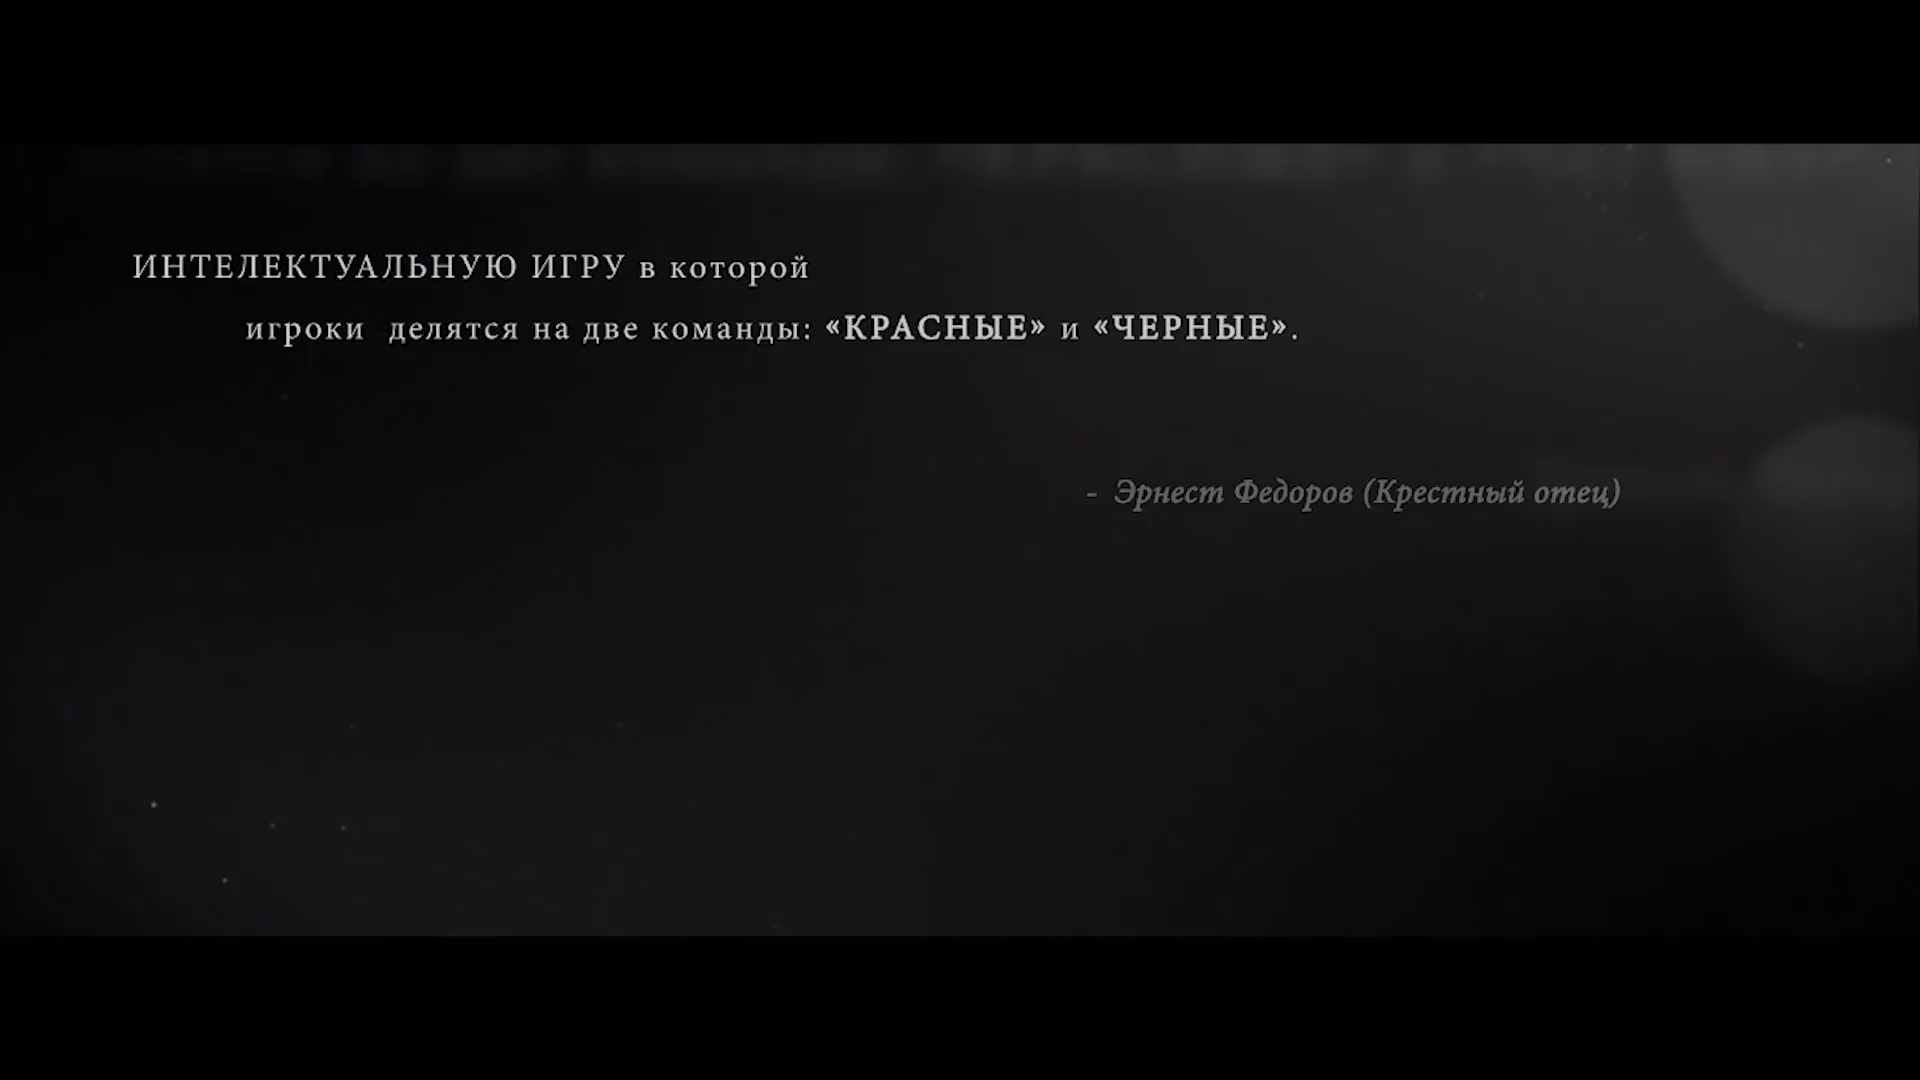 ИНТЕЛЕКТУАЛЬНУЮ ИГРУ в которой
игроки делятся на две команды: «КРАСНЫЕ» и «ЧЕРНЫЕ».
- Эрнест Федоров (Крестный отец)